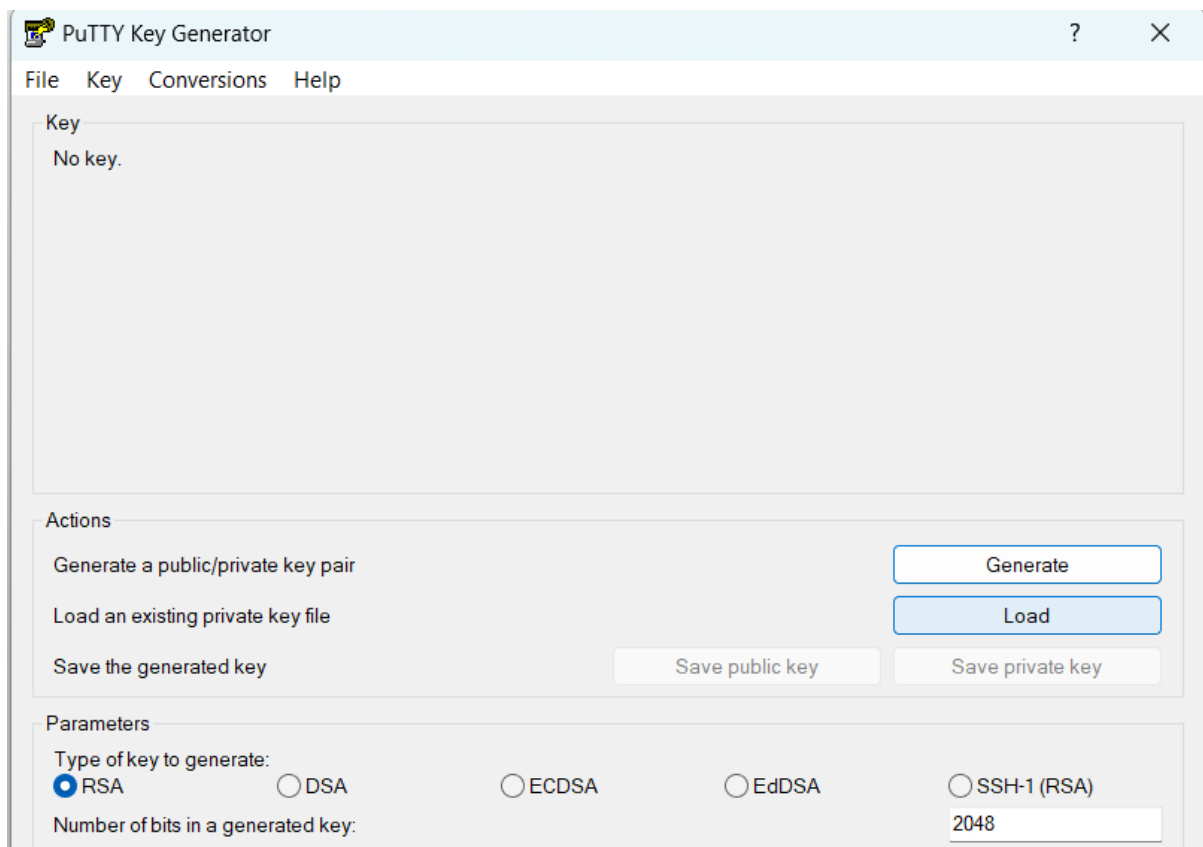 PuTTY Key Generator ?
File Key Conversions Help
Key
No key.
Actions
Generate a public/private key pair Generate
Load an existing private key file Load
Save the generated key Save public key Save private key
Parameters
Type of key to generate:
RSA DSA ECDSA EdDSA SSH-1 (RSA)
Number of bits in a generated key: 2048